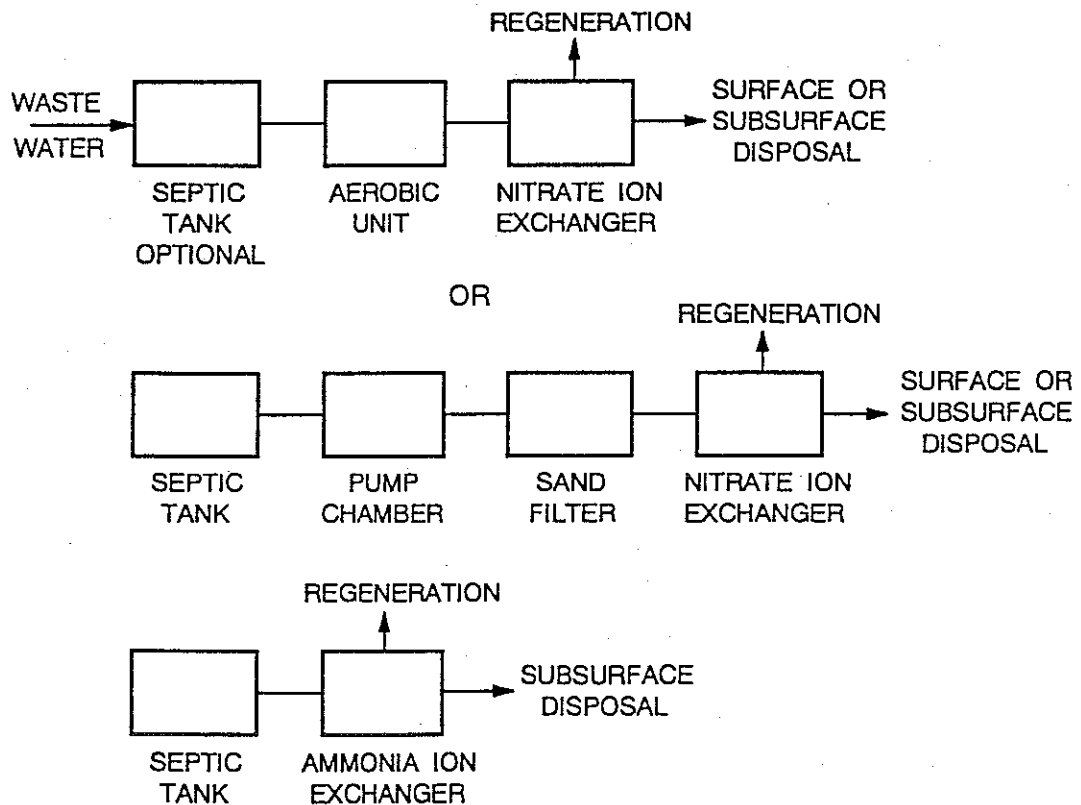 REGENERATION
WASTE
WATER
SURFACE OR
SUBSURFACE
DISPOSAL
SEPTIC
TANK
OPTIONAL
AEROBIC
UNIT
NITRATE ION
EXCHANGER
OR
REGENERATION
SURFACE OR
SUBSURFACE
DISPOSAL
SEPTIC
TANK
PUMP
CHAMBER
SAND
FILTER
NITRATE ION
EXCHANGER
REGENERATION
SUBSURFACE
DISPOSAL
SEPTIC
TANK
AMMONIA ION
EXCHANGER